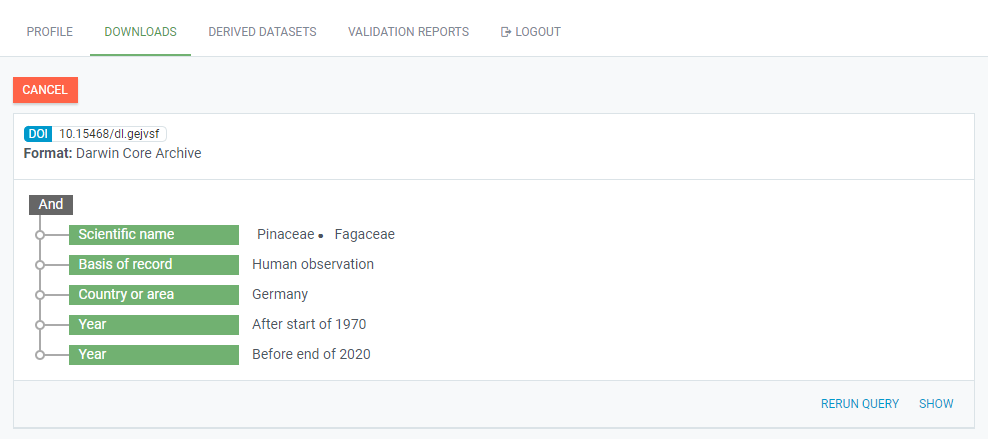 PROFILE DOWNLOADS DERIVED DATASETS VALIDATION REPORTS LOGOUT
CANCEL
DOI 10.15468/dl.gejvsf
Format: Darwin Core Archive
And
Scientific name Pinaceae • Fagaceae
Basis of record Human observation
Country or area Germany
Year After start of 1970
Year Before end of 2020
RERUN QUERY SHOW